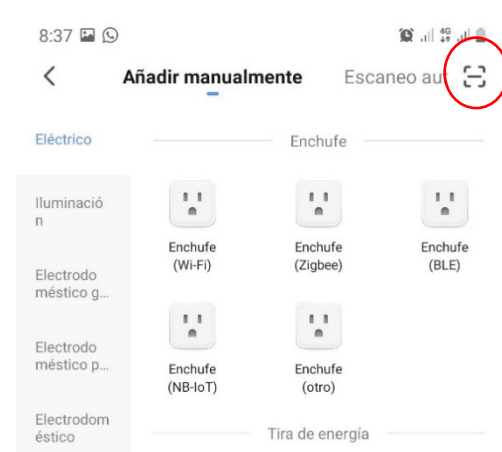 8:37
4G
Añadir manualmente Escaneo au
Eléctrico
Enchufe
Iluminació
n
Enchufe
(Wi-Fi)
Enchufe
(Zigbee)
Enchufe
(BLE)
Electrodo
méstico g...
Electrodo
méstico p...
Enchufe
(NB-IoT)
Enchufe
(otro)
Electrodom
éstico
Tira de energía